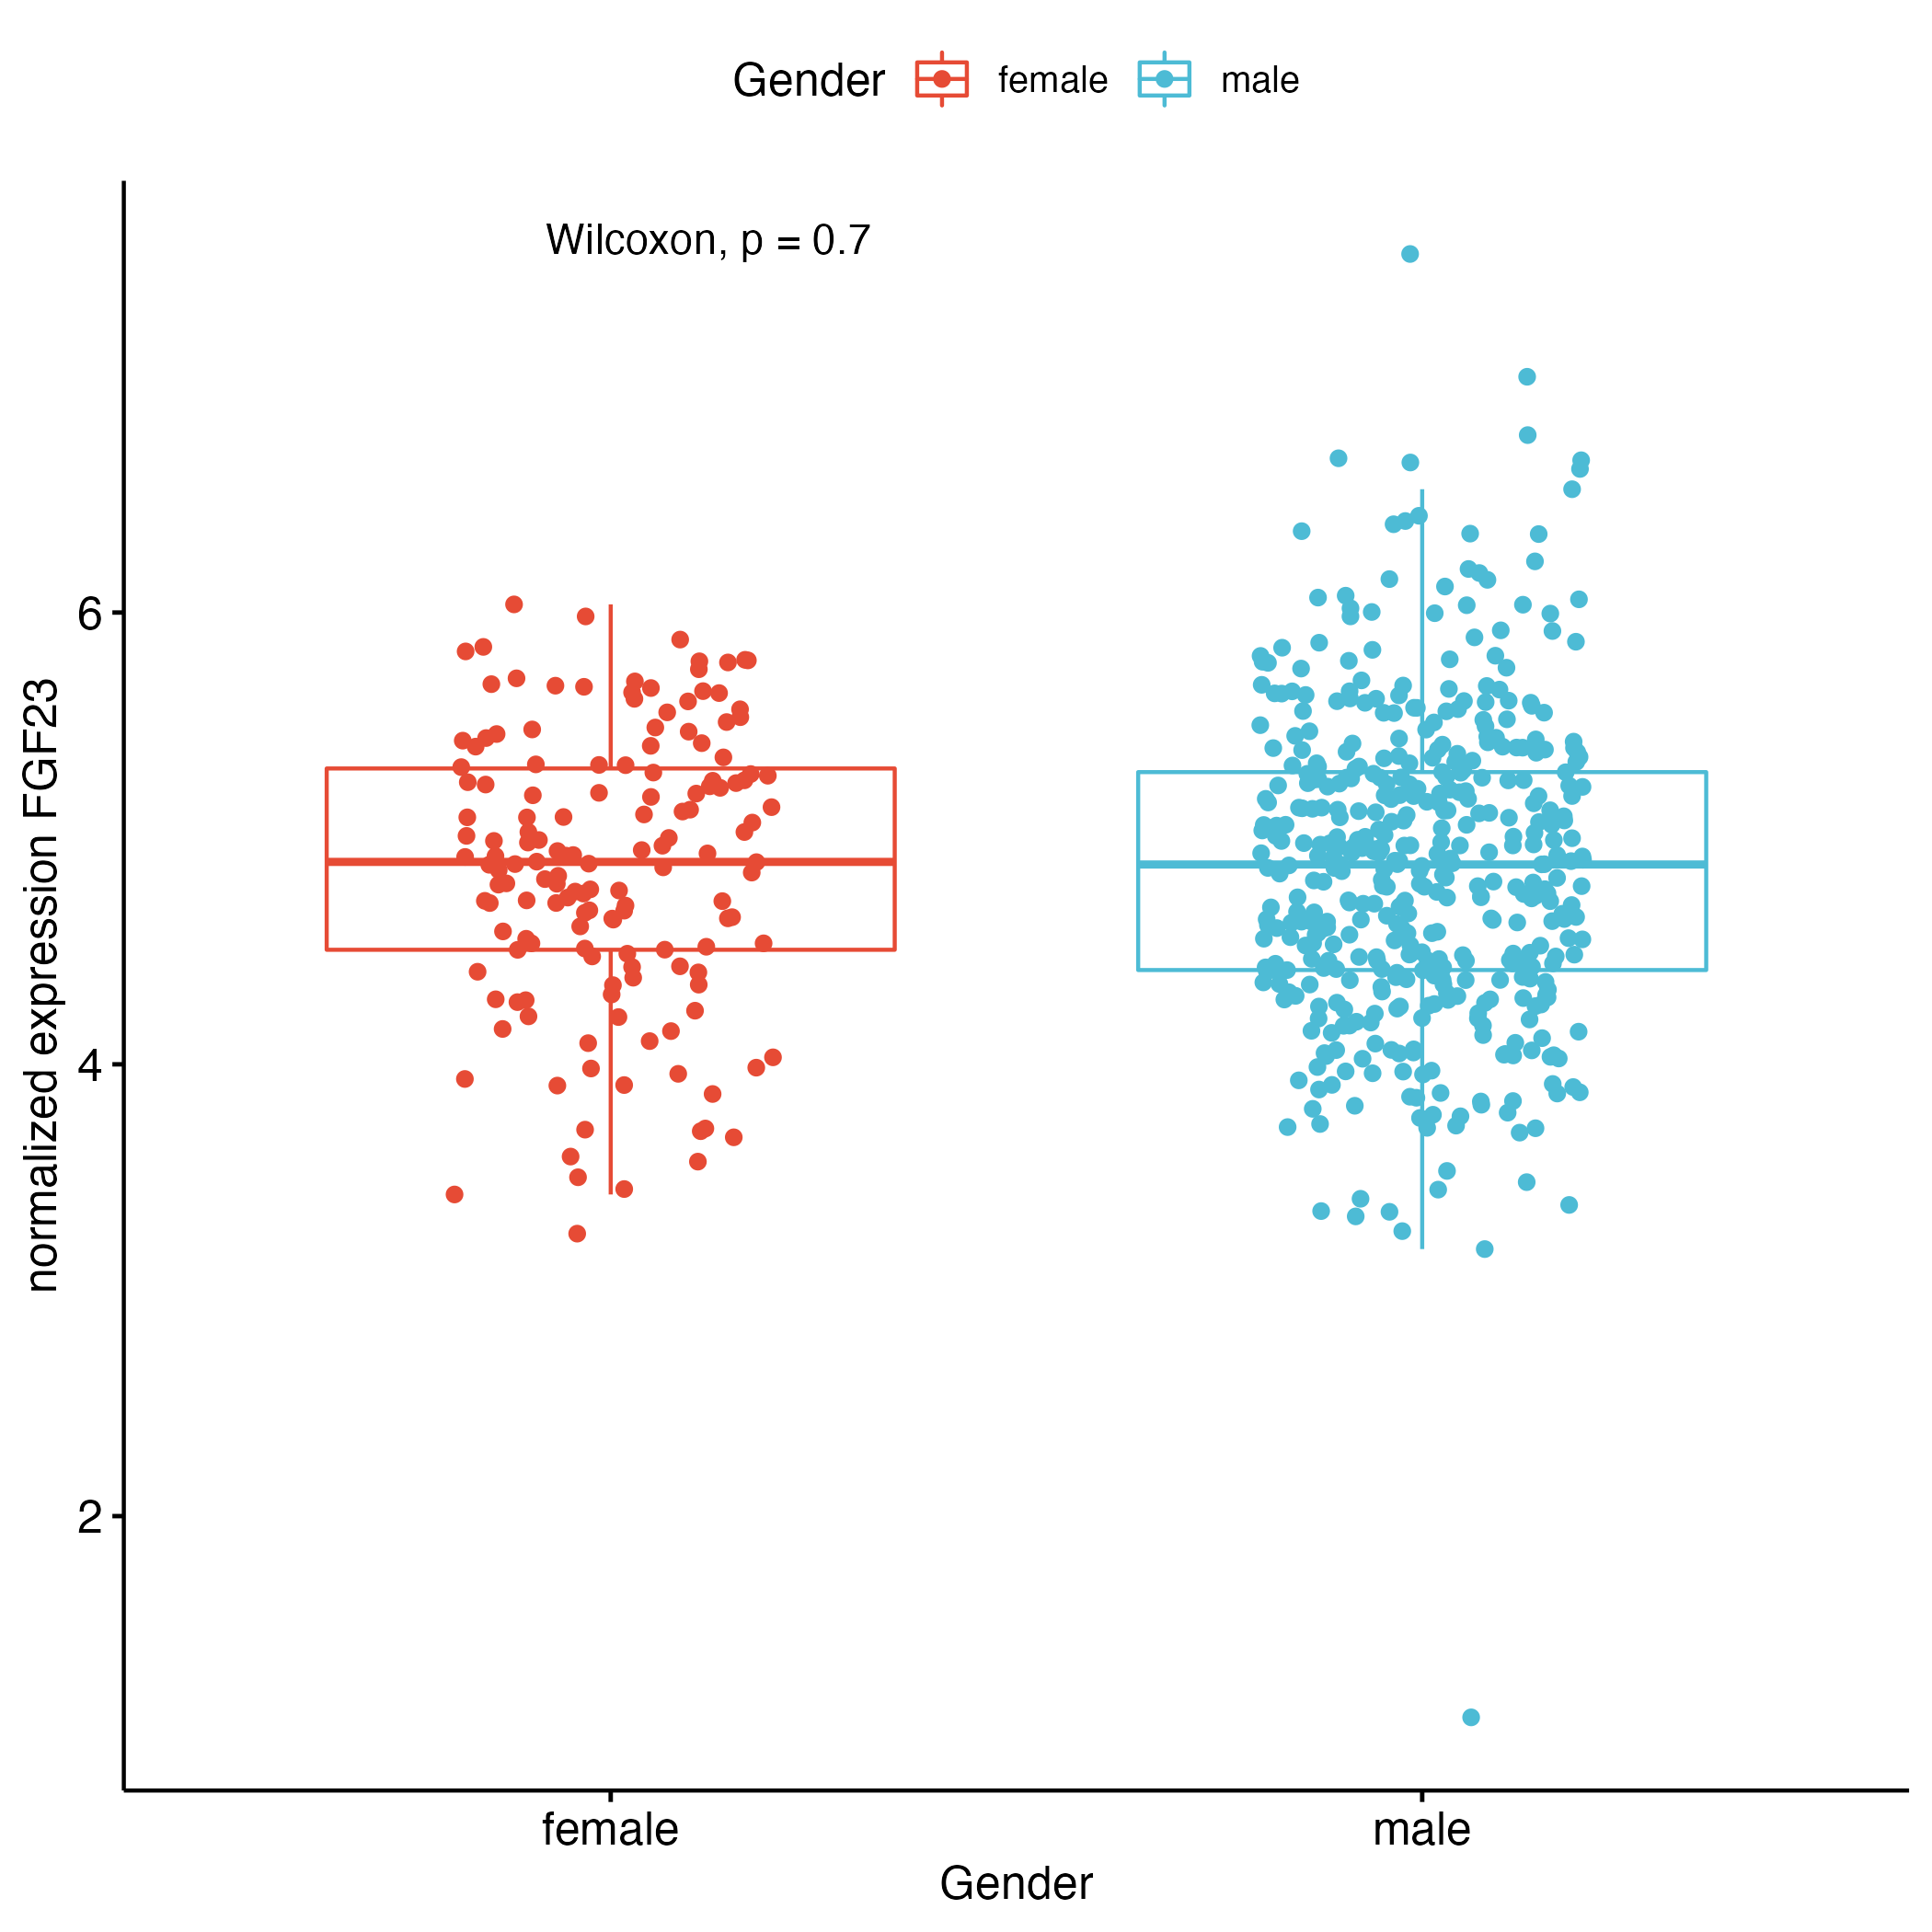 Gender female male
Wilcoxon, p = 0.7
normalized expression FGF23
6
4
2
female male
Gender